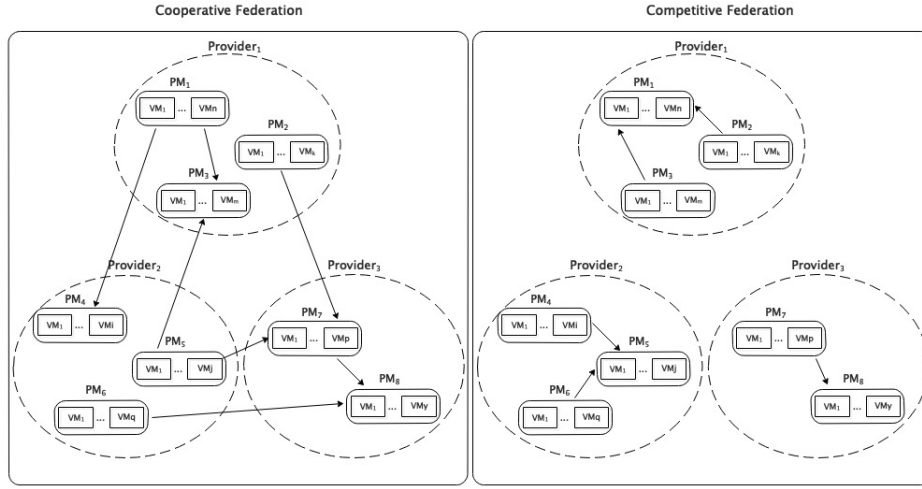 Cooperative Federation
Provider₁
PM₁
VM₁ ... VMn
PM₂
VM₁ ... VMₖ
PM₃
VM₁ ... VMₘ
Provider₂
PM₄
VM₁ ... VMi
PM₅
VM₁ ... VMj
PM₆
VM₁ ... VMq
Provider₃
PM₇
VM₁ ... VMp
PM₈
VM₁ ... VMy
Competitive Federation
Provider₁
PM₁
VM₁ ... VMn
PM₂
VM₁ ... VMₖ
PM₃
VM₁ ... VMₘ
Provider₂
PM₄
VM₁ ... VMi
PM₅
VM₁ ... VMj
PM₆
VM₁ ... VMq
Provider₃
PM₇
VM₁ ... VMp
PM₈
VM₁ ... VMy